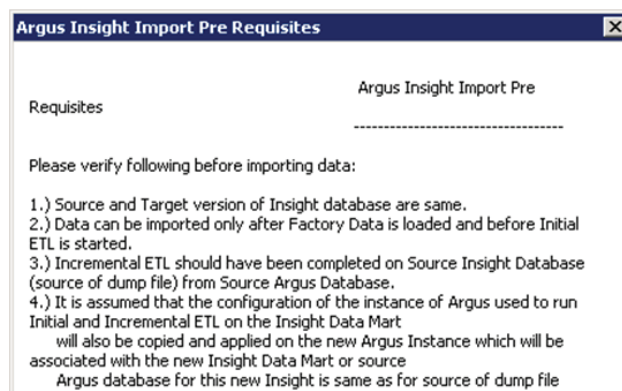 Argus Insight Import Pre Requisites
Argus Insight Import Pre
Requisites
-----------------------------------
Please verify following before importing data:
1.) Source and Target version of Insight database are same.
2.) Data can be imported only after Factory Data is loaded and before Initial
ETL is started.
3.) Incremental ETL should have been completed on Source Insight Database
(source of dump file) from Source Argus Database.
4.) It is assumed that the configuration of the instance of Argus used to run
Initial and Incremental ETL on the Insight Data Mart
will also be copied and applied on the new Argus Instance which will be
associated with the new Insight Data Mart or source
Argus database for this new Insight is same as for source of dump file